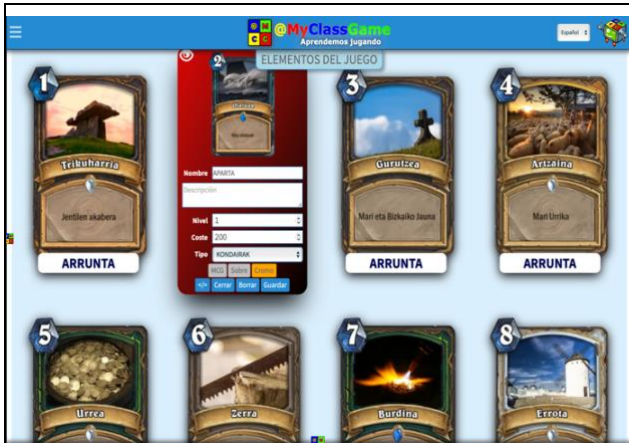 @MyClassGame
Aprendemos jugando
Español
ELEMENTOS DEL JUEGO
1
Trikuharria
Jentilen akabera
ARRUNTA
2
Nombre APARTA
Descripción
Nivel 1
Coste 200
Tipo KONDAIRAK
MCG Sobre Cromo
</> Cerrar Borrar Guardar
3
Gurutzea
Mari eta Bizkaiko Jauna
ARRUNTA
4
Artzaina
Mari Urrika
ARRUNTA
5
Urrea
6
Zerra
7
Burdina
8
Errota